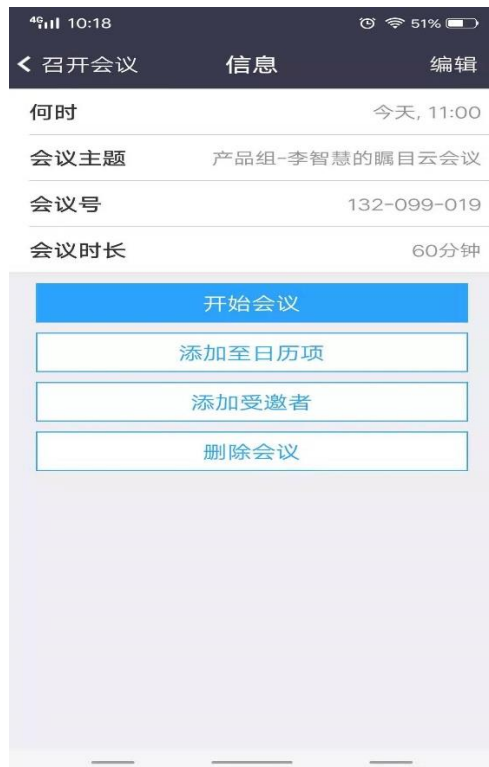 4G 10:18 51%
召开会议 信息 编辑
何时 今天, 11:00
会议主题 产品组-李智慧的瞩目云会议
会议号 132-099-019
会议时长 60分钟
开始会议
添加至日历项
添加受邀者
删除会议